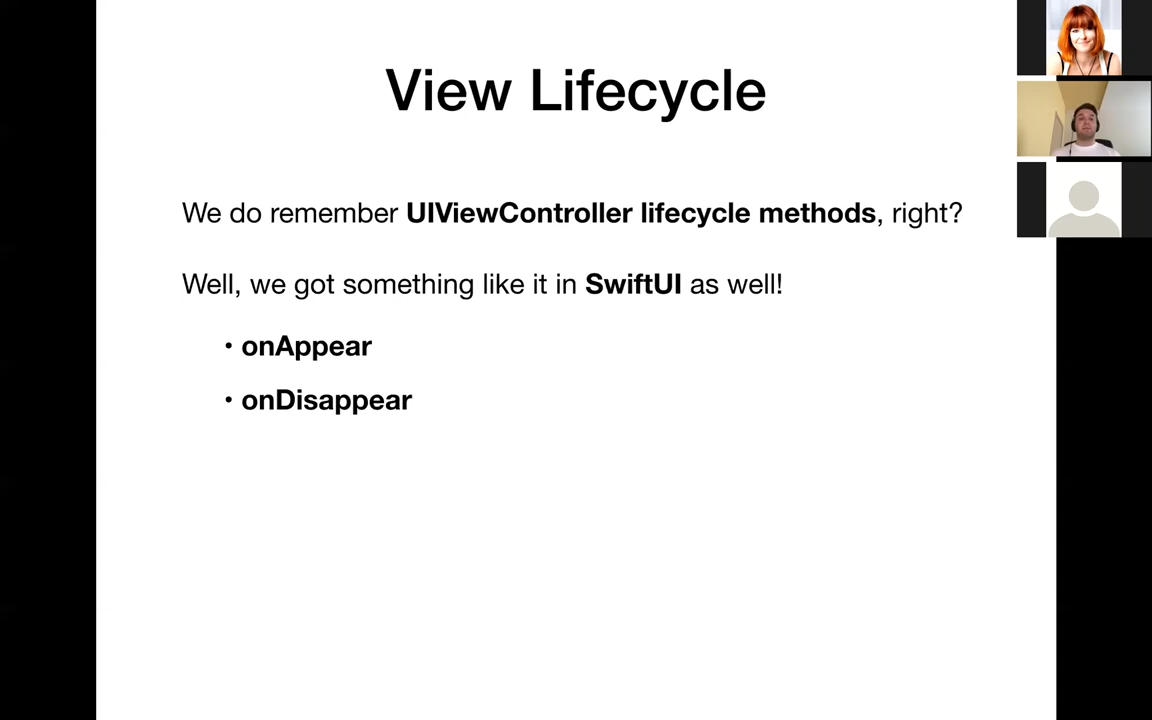 View Lifecycle
We do remember UIViewController lifecycle methods, right?
Well, we got something like it in SwiftUI as well!
• onAppear
• onDisappear